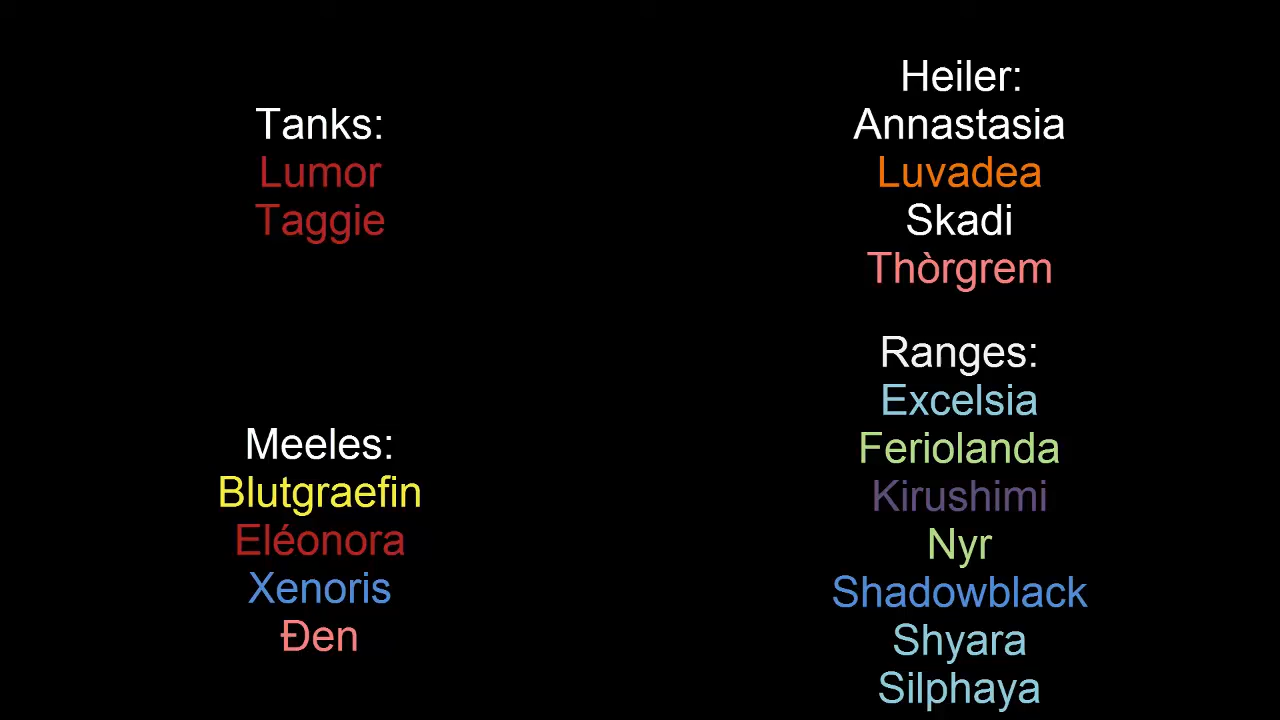 Tanks:
Lumor
Taggie
Meeles:
Blutgraefin
Eléonora
Xenoris
Ðen
Heiler:
Annastasia
Luvadea
Skadi
Thòrgrem
Ranges:
Excelsia
Feriolanda
Kirushimi
Nyr
Shadowblack
Shyara
Silphaya